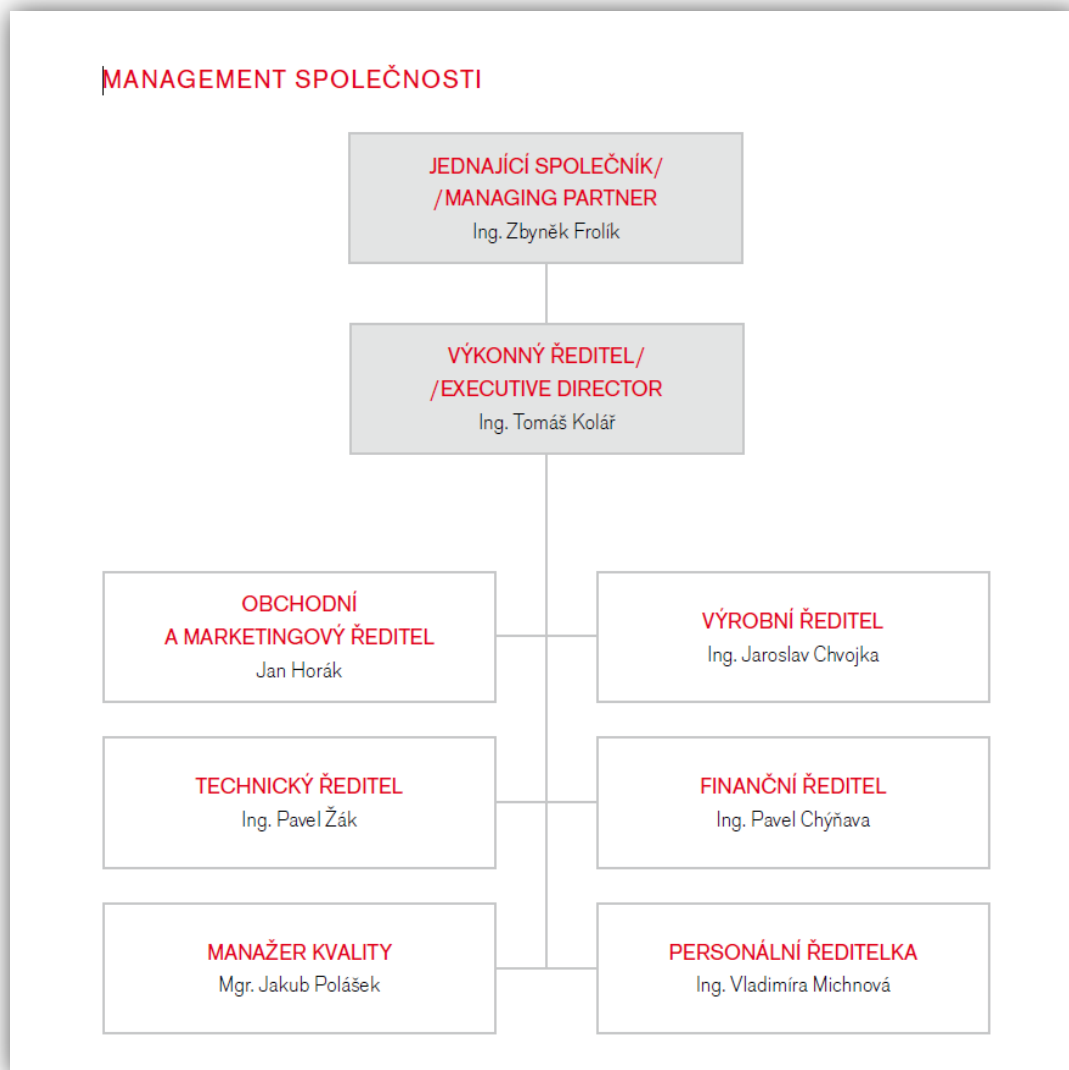 MANAGEMENT SPOLEČNOSTI
JEDNAJÍCÍ SPOLEČNÍK/
/MANAGING PARTNER
Ing. Zbyněk Frolík
VÝKONNÝ ŘEDITEL/
/EXECUTIVE DIRECTOR
Ing. Tomáš Kolář
OBCHODNÍ
A MARKETINGOVÝ ŘEDITEL
Jan Horák
VÝROBNÍ ŘEDITEL
Ing. Jaroslav Chvojka
TECHNICKÝ ŘEDITEL
Ing. Pavel Žák
FINANČNÍ ŘEDITEL
Ing. Pavel Chýňava
MANAŽER KVALITY
Mgr. Jakub Polášek
PERSONÁLNÍ ŘEDITELKA
Ing. Vladimíra Michnová